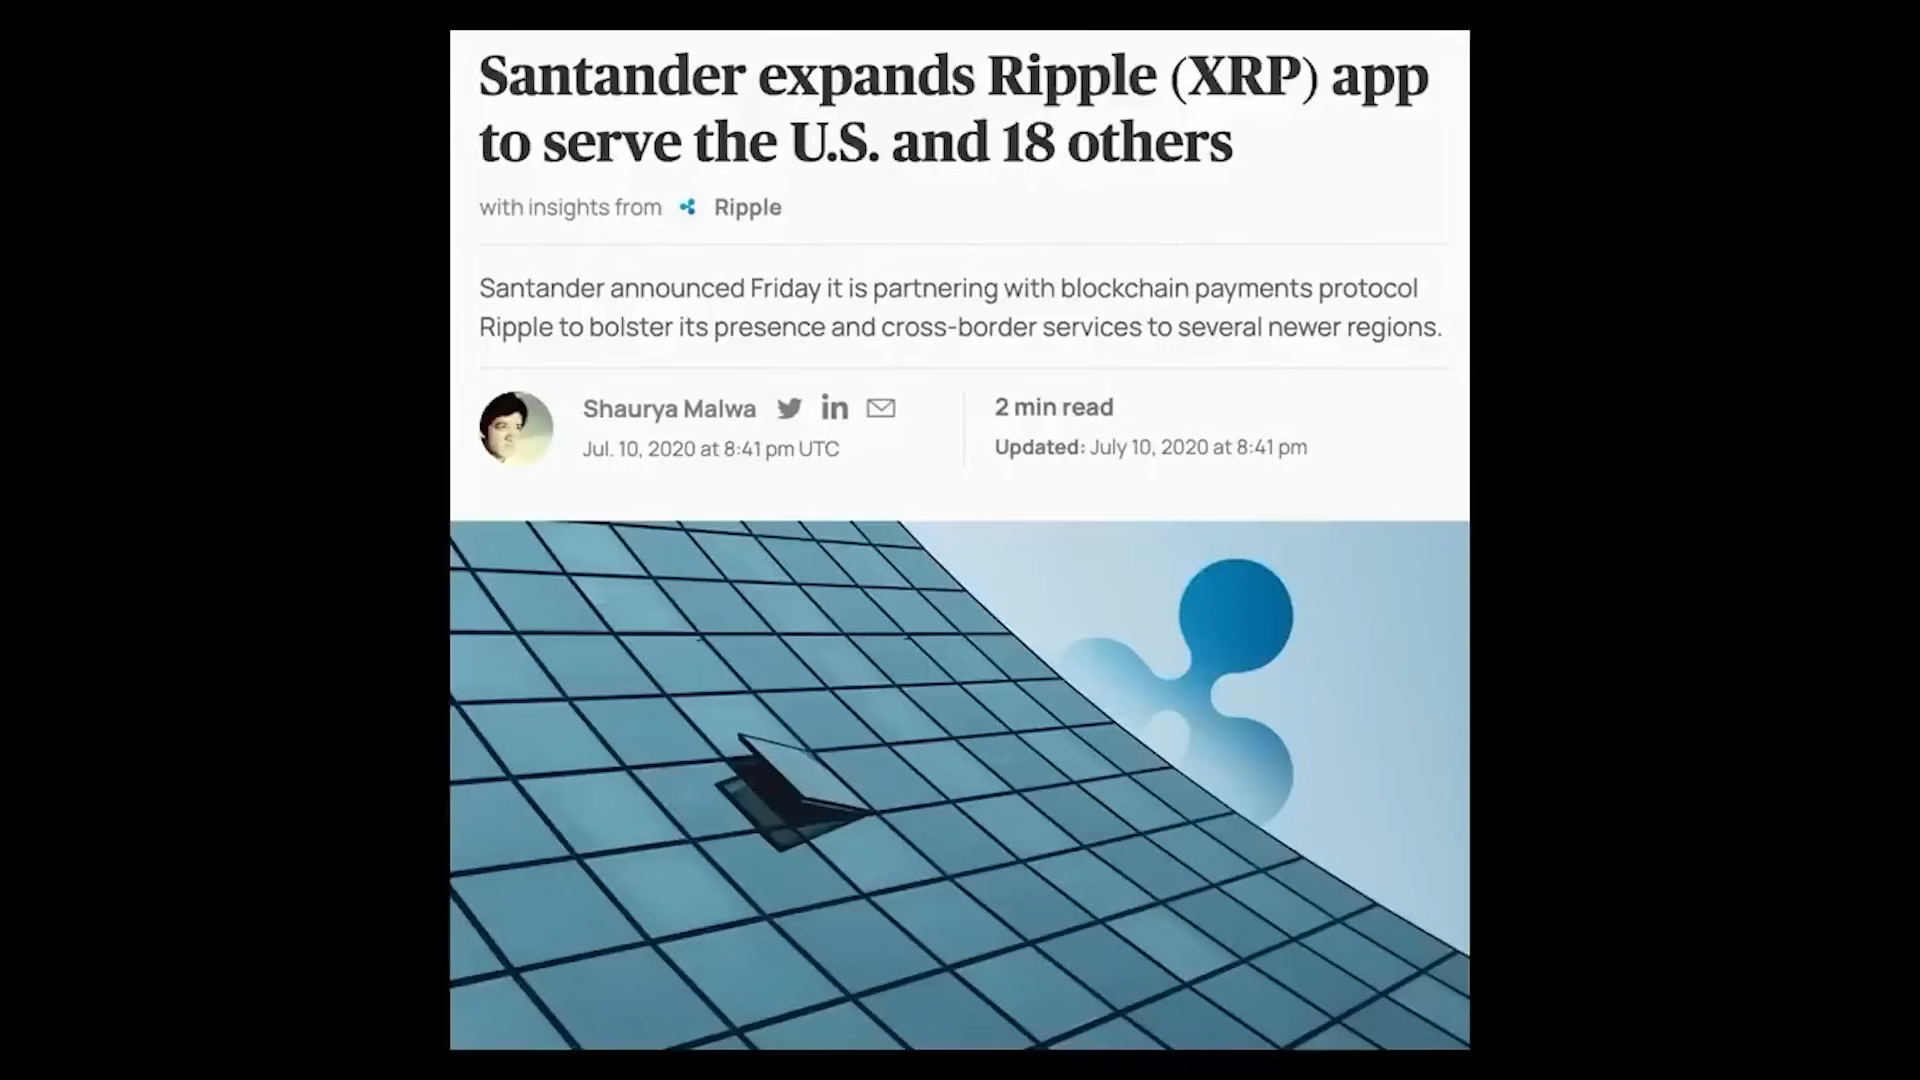 Santander expands Ripple (XRP) app
to serve the U.S. and 18 others
with insights from Ripple
Santander announced Friday it is partnering with blockchain payments protocol
Ripple to bolster its presence and cross-border services to several newer regions.
Shaurya Malwa
2 min read
Jul. 10, 2020 at 8:41 pm UTC
Updated: July 10, 2020 at 8:41 pm